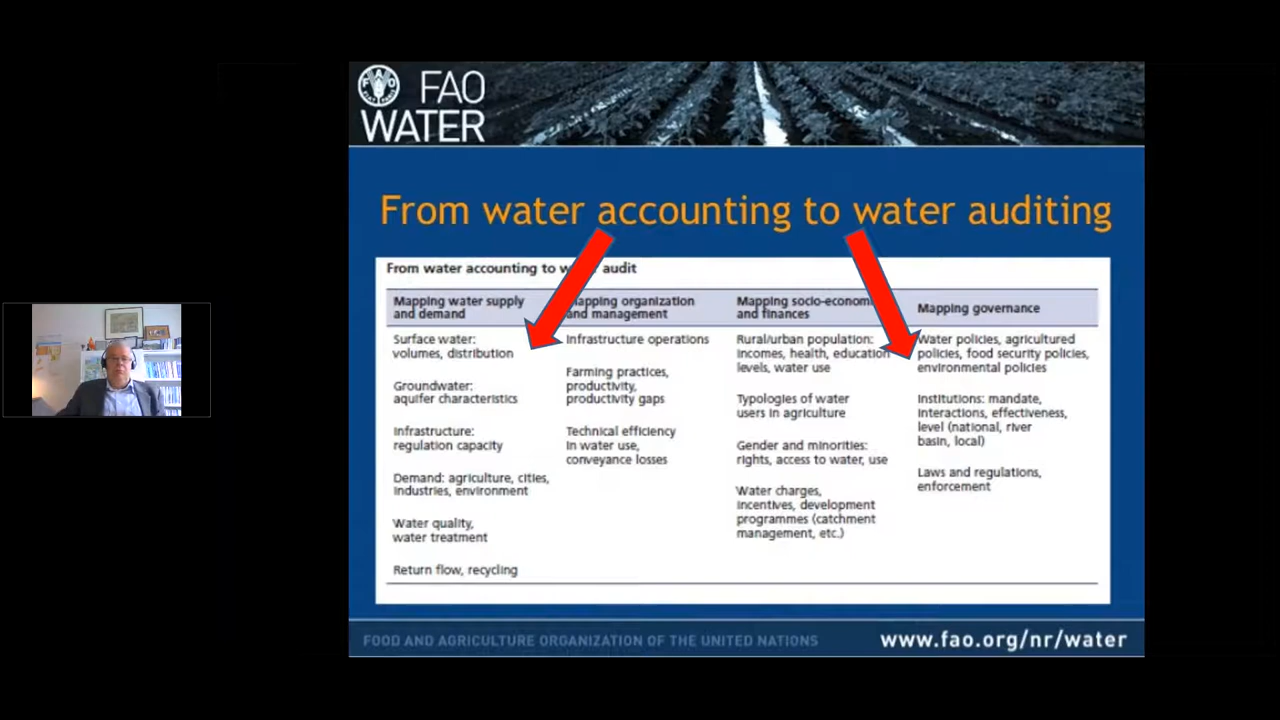 FAO
WATER
From water accounting to water auditing
From water accounting to w r audit
Mapping water supply
and demand
Surface water:
volumes, distribution
Groundwater:
aquifer characteristics
Infrastructure:
regulation capacity
Demand: agriculture, cities,
industries, environment
Water quality,
water treatment
Return flow, recycling
apping organization
and management
Infrastructure operations
Farming practices,
productivity,
productivity gaps
Technical efficiency
in water use,
conveyance losses
Mapping socio-econom
and finances
Rural/urban population:
incomes, health, education
levels, water use
Typologies of water
users in agriculture
Gender and minorities:
rights, access to water, use
Water charges,
incentives, development
programmes (catchment
management, etc.)
Mapping governance
Water policies, agricultured
policies, food security policies,
environmental policies
Institutions: mandate,
interactions, effectiveness,
level (national, river
basin, local)
Laws and regulations,
enforcement
FOOD AND AGRICULTURE ORGANIZATION OF THE UNITED NATIONS
www.fao.org/nr/water